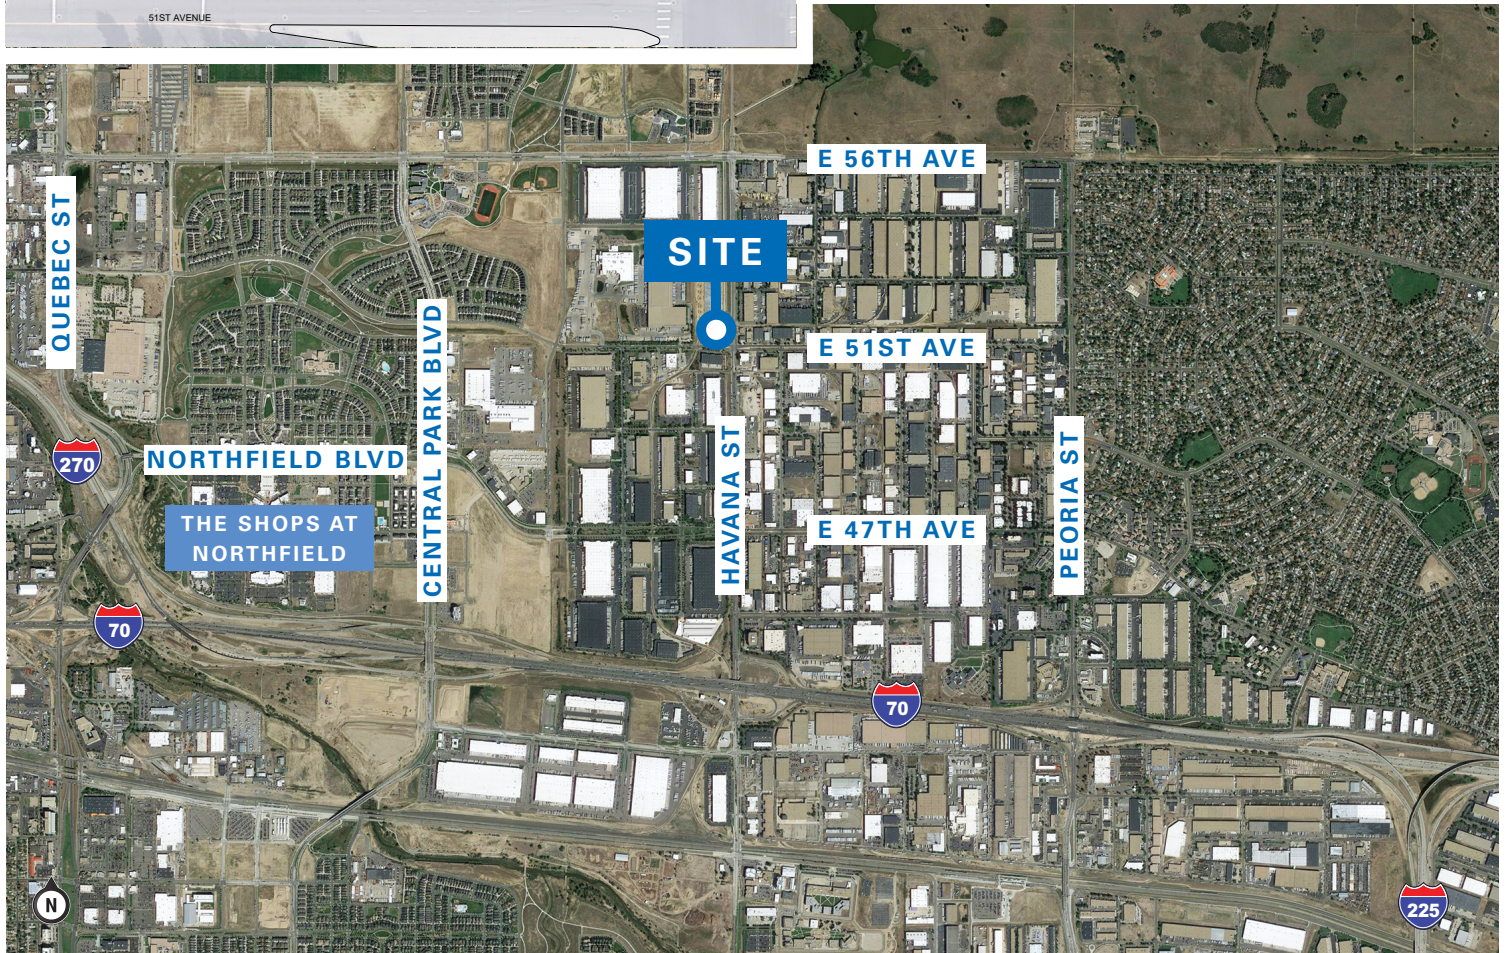 51ST AVENUE
E 56TH AVE
QUEBEC ST
SITE
CENTRAL PARK BLVD
E 51ST AVE
HAVANA ST
PEORIA ST
270
NORTHFIELD BLVD
THE SHOPS AT
NORTHFIELD
E 47TH AVE
70
70
N
225